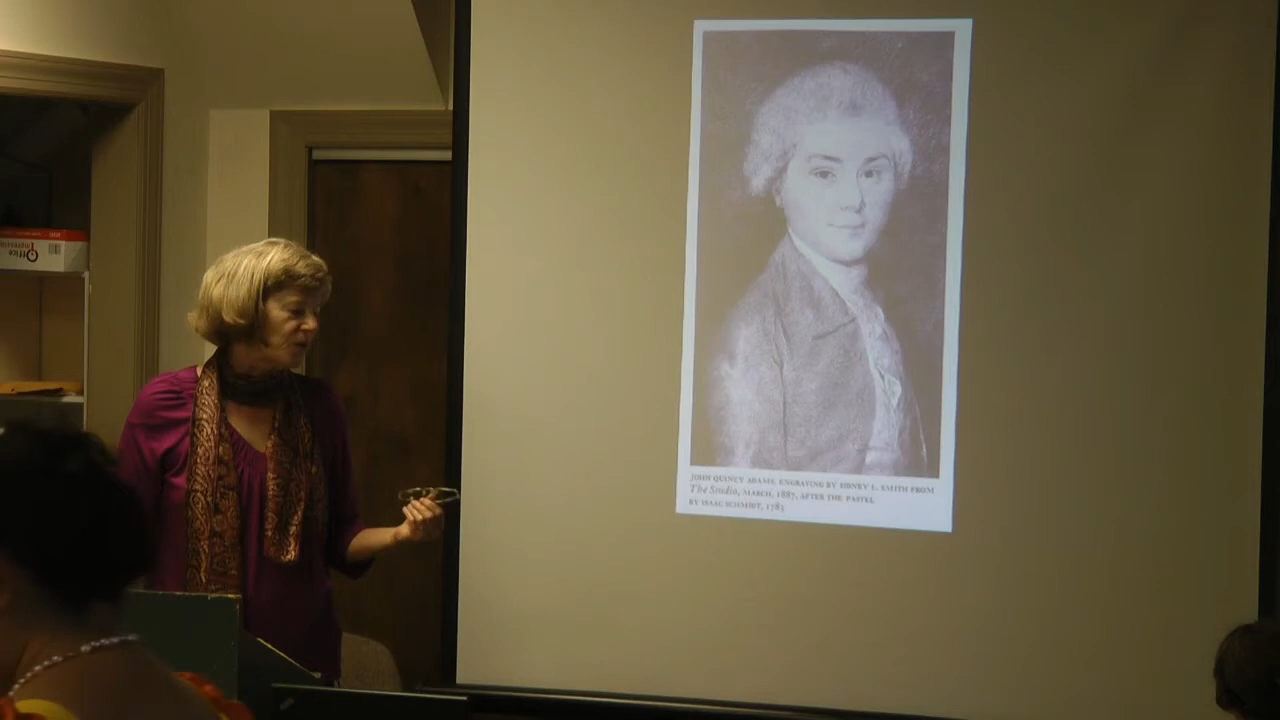 JOHN QUINCY ADAMS, ENGRAVING BY HENRY L. SMITH FROM
The Studio, MARCH, 1887, AFTER THE PASTEL
BY ISAAC SCHMIDT, 1783
Office